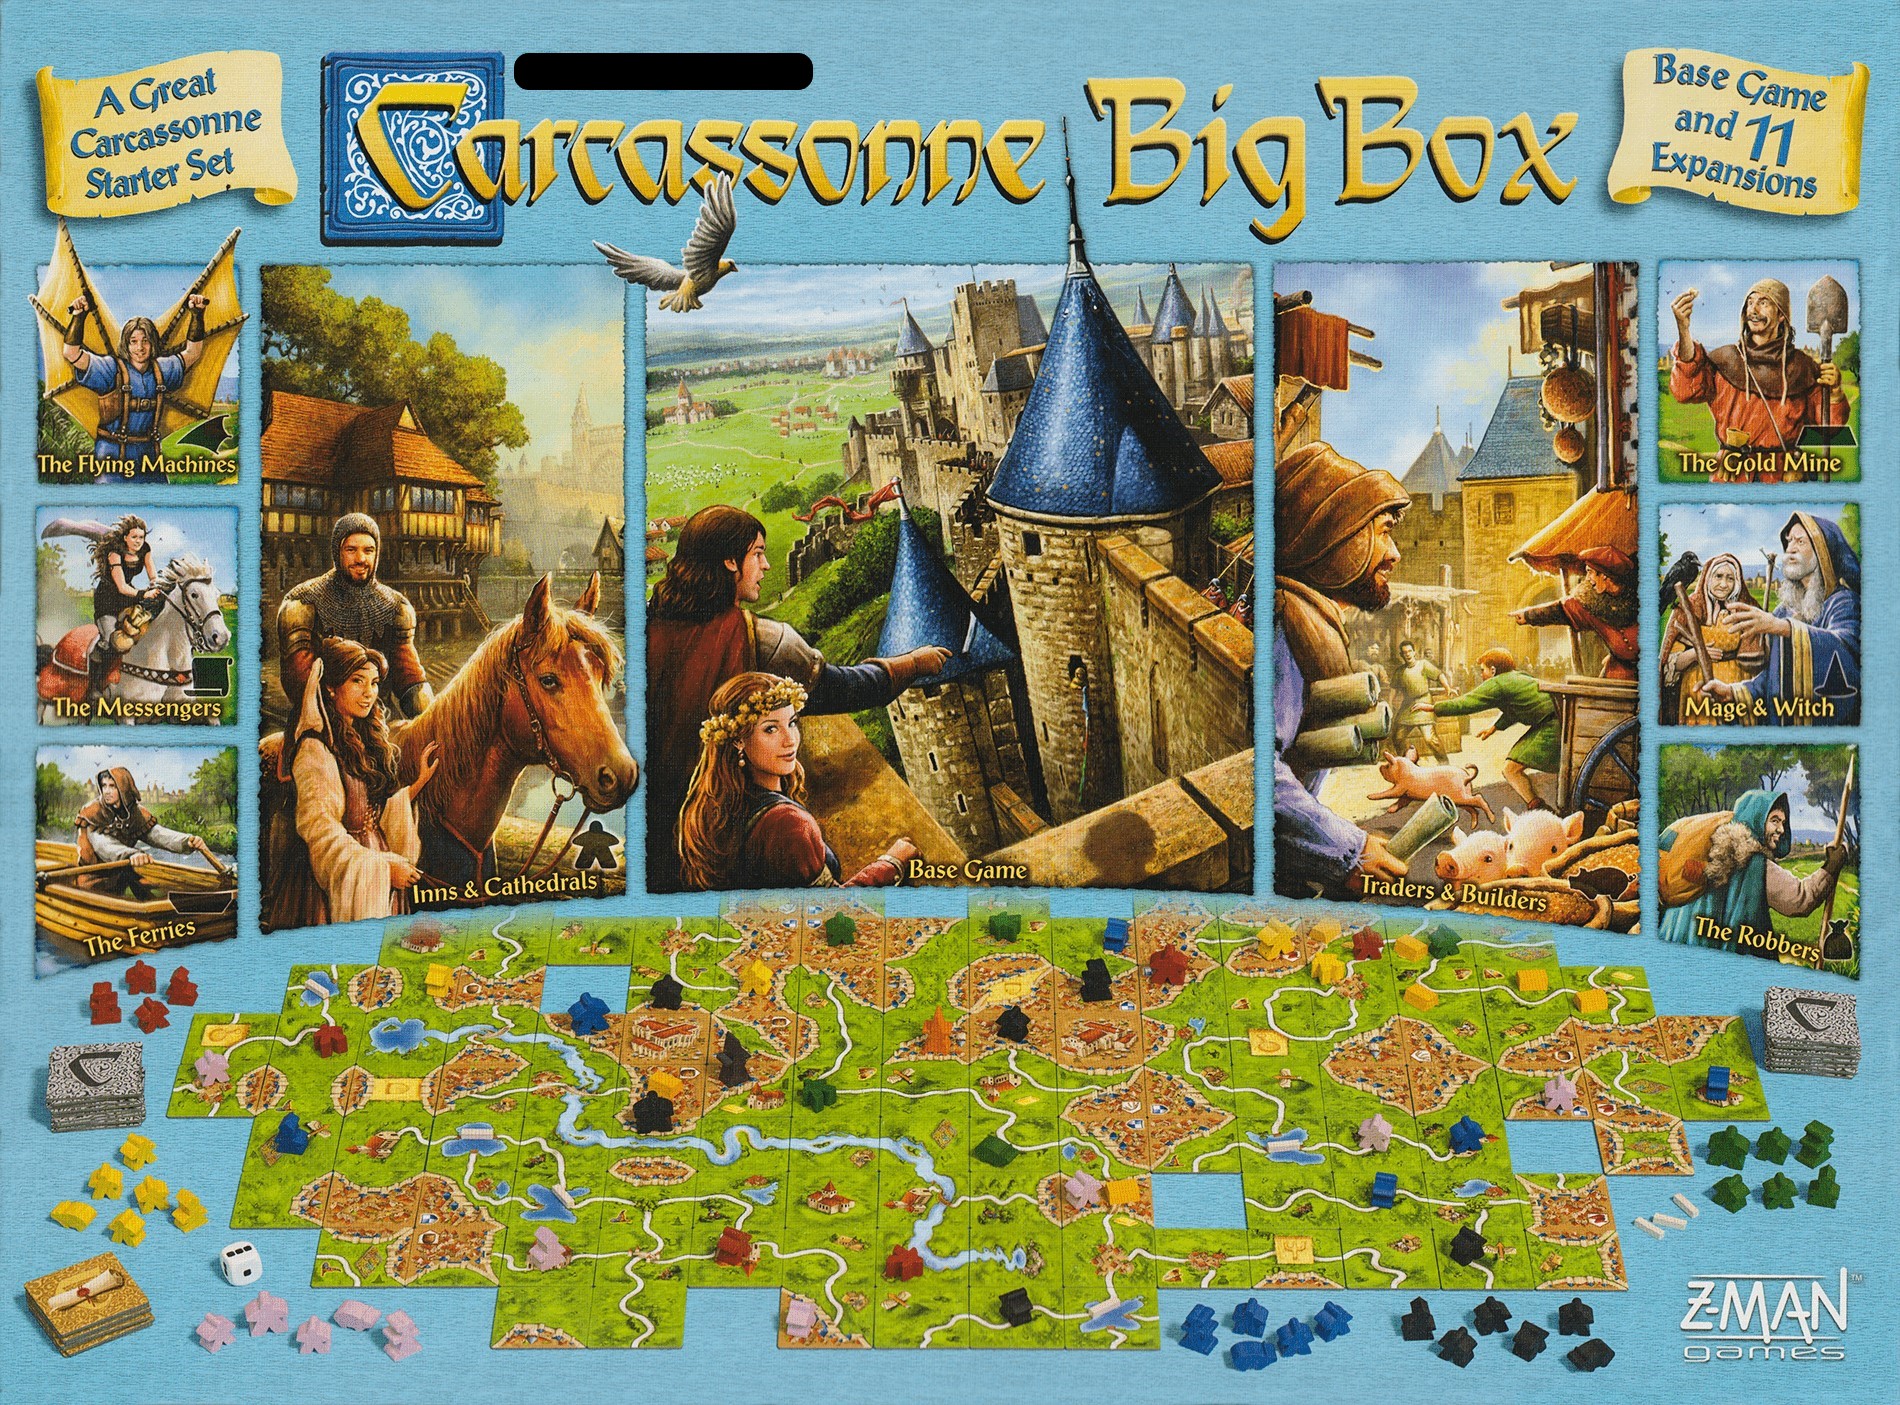 A Great
Carcassonne
Starter Set
Carcassonne Big Box
Base Game
and 11
Expansions
The Flying Machines
The Messengers
The Ferries
Inns & Cathedrals
Base Game
Traders & Builders
The Gold Mine
Mage & Witch
The Robbers
Z-MAN
games™